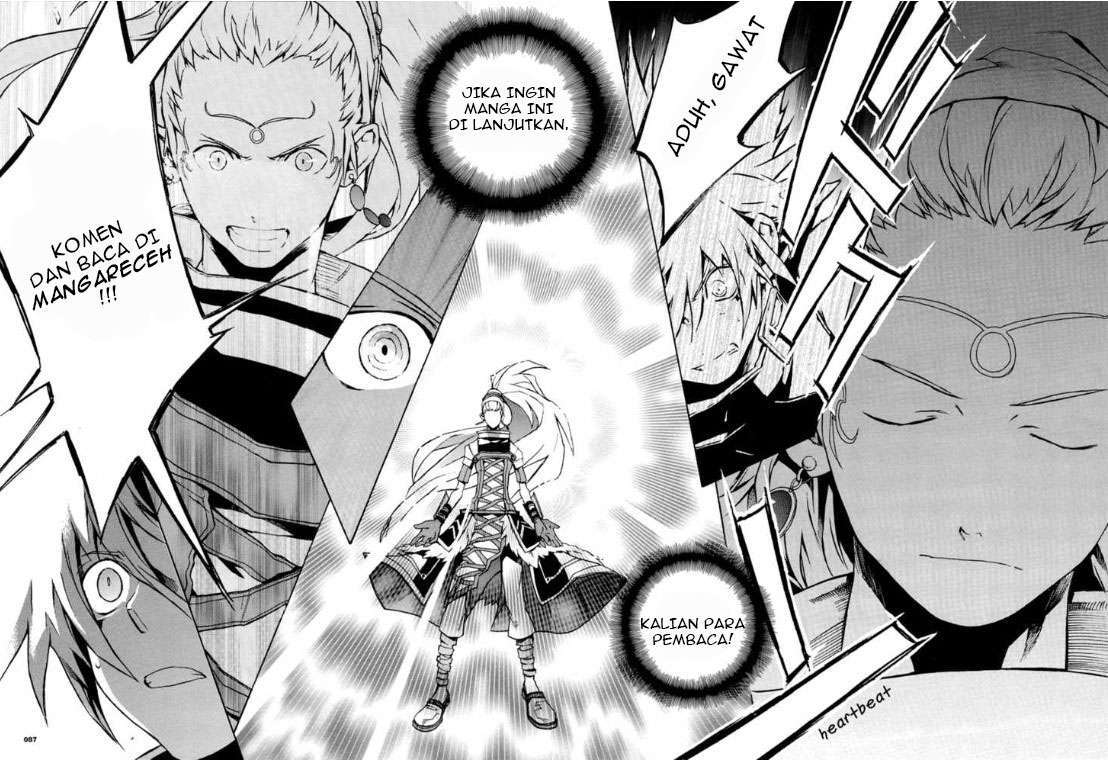 ADUH, GAWAT
KALIAN PARA
PEMBACA!
heartbeat
JIKA INGIN
MANGA INI
DI LANJUTKAN,
KOMEN
DAN BACA DI
MANGARECEH
!!!
087